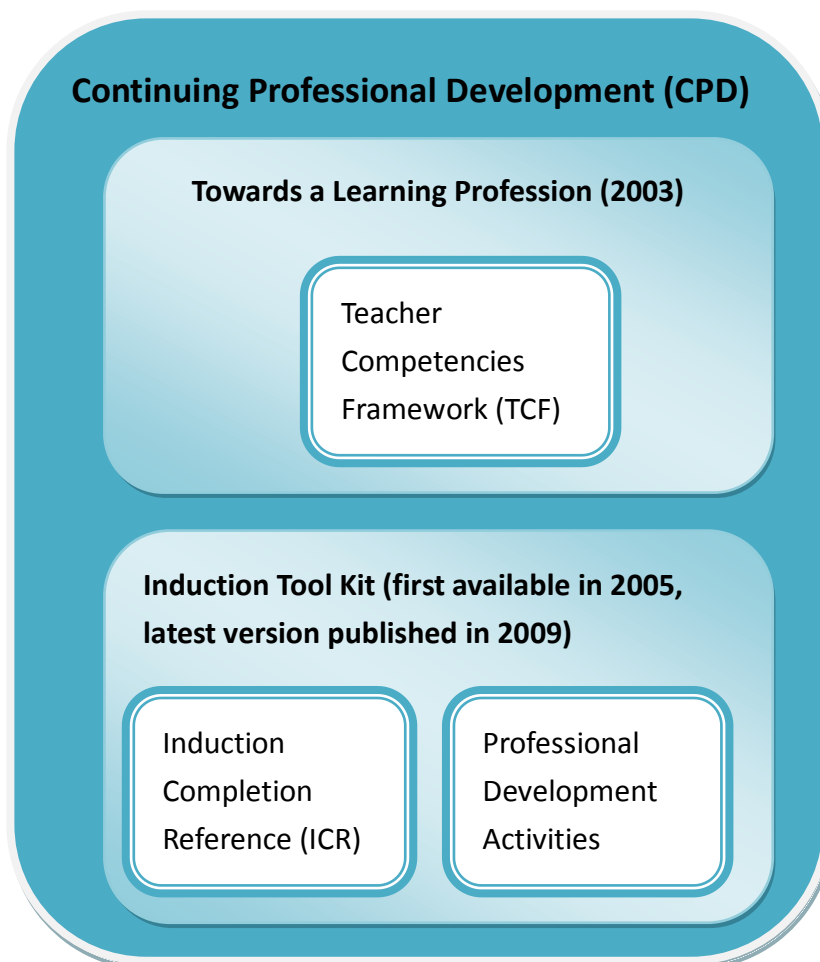 Continuing Professional Development (CPD)
Towards a Learning Profession (2003)
Teacher
Competencies
Framework (TCF)
Induction Tool Kit (first available in 2005,
latest version published in 2009)
Induction
Completion
Reference (ICR)
Professional
Development
Activities